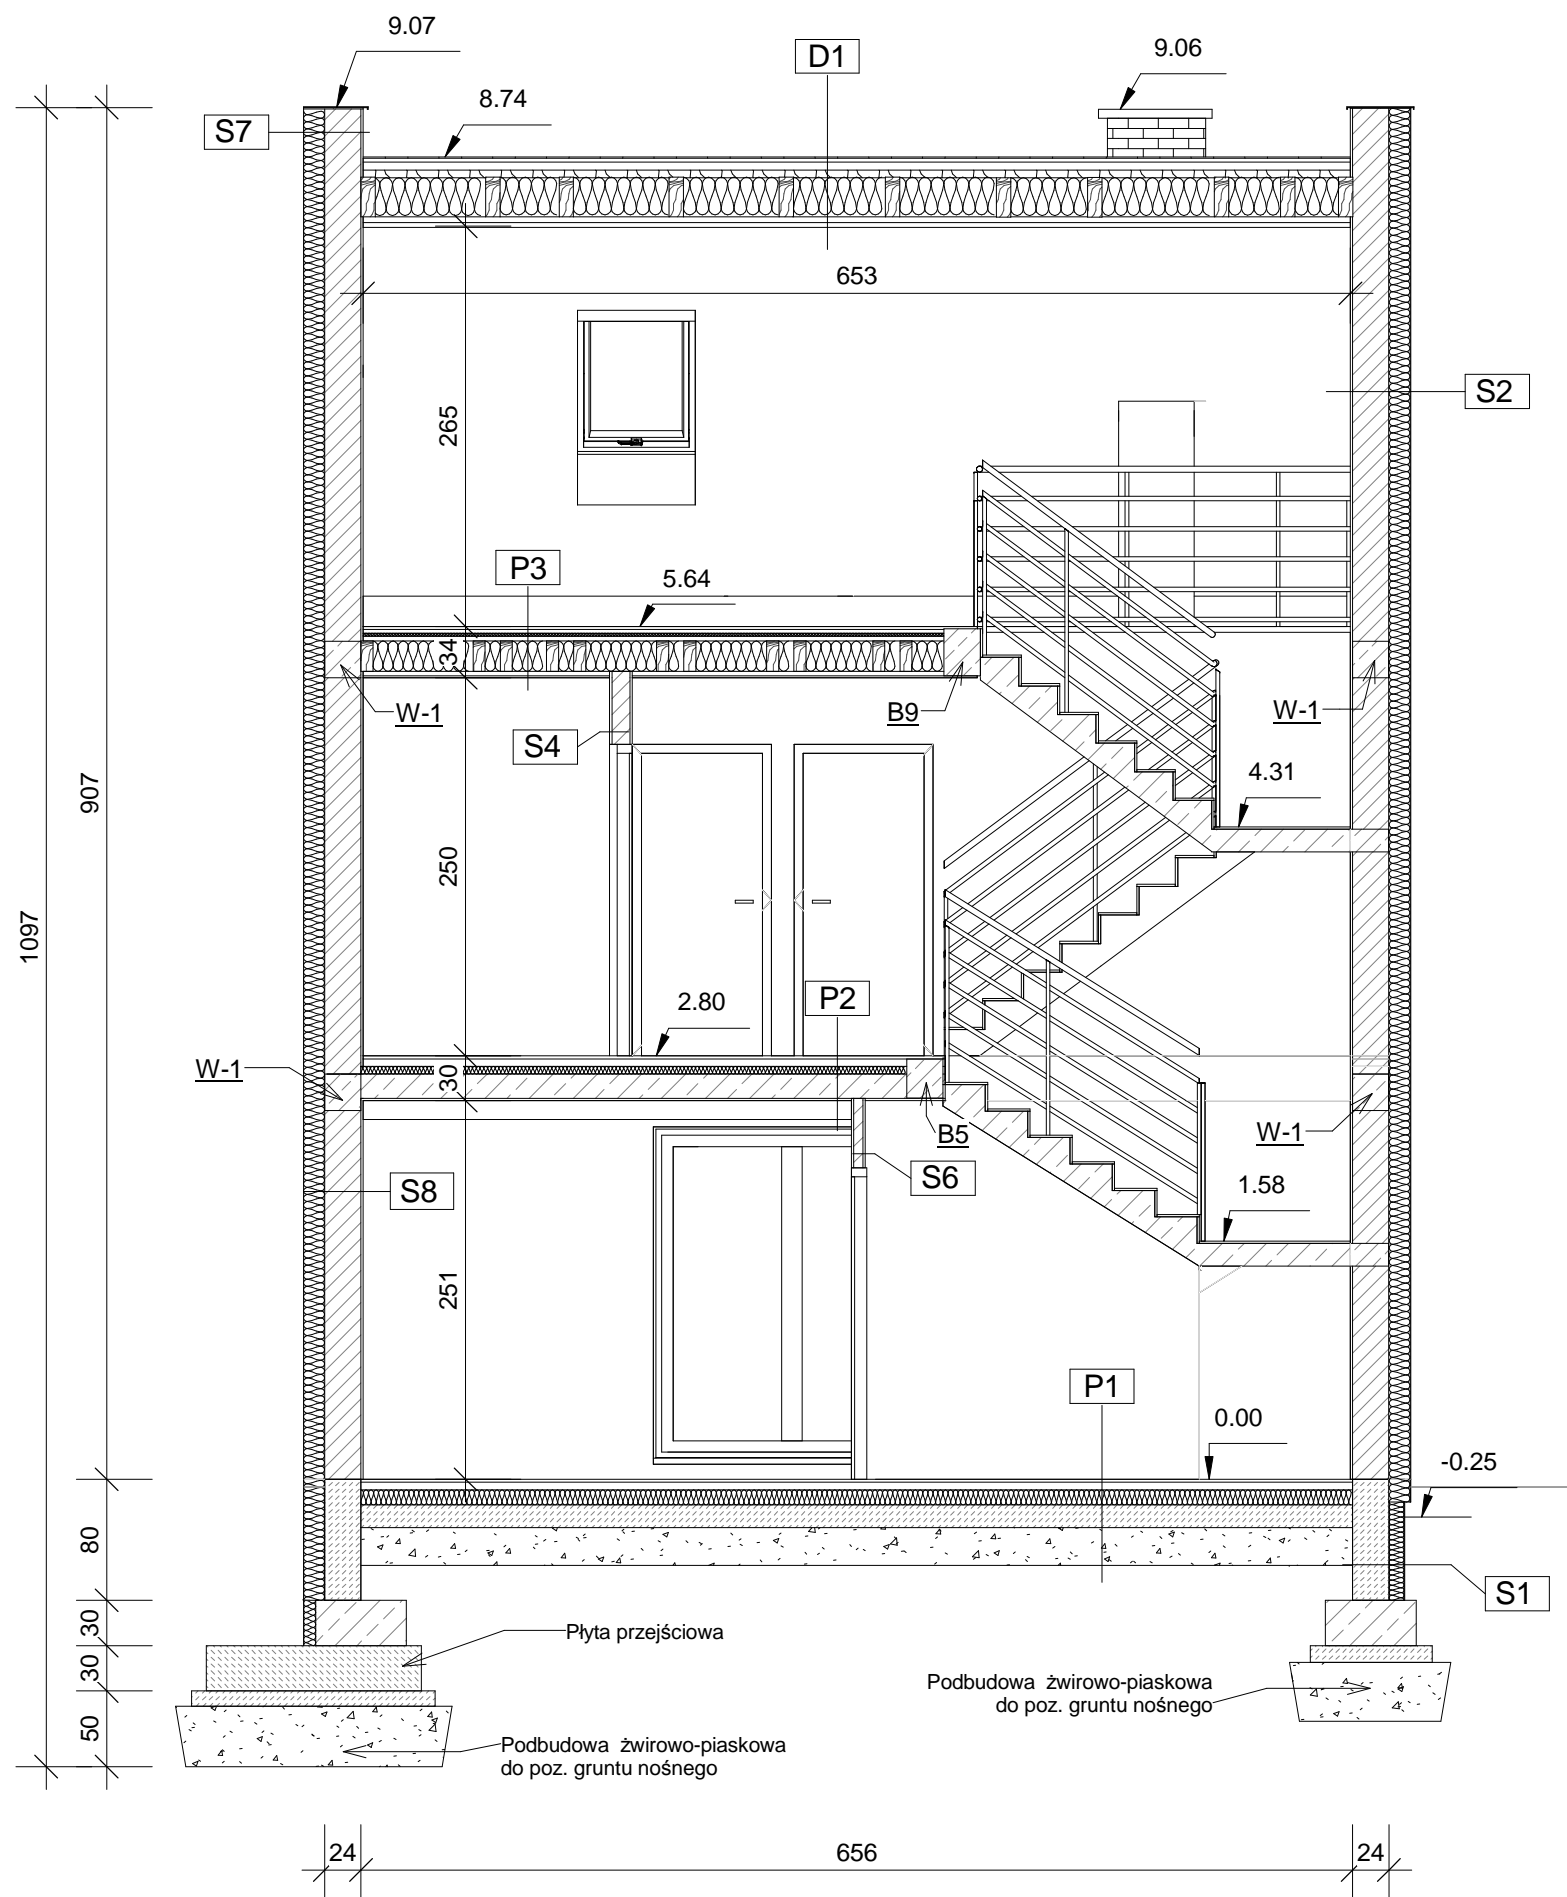 9.07
D1
9.06
8.74
S7
653
265
S2
P3
5.64
34
W-1
B9
W-1
S4
4.31
907
250
1097
2.80
P2
W-1
30
B5
W-1
S8
S6
1.58
251
P1
0.00
-0.25
80
S1
30
Płyta przejściowa
30
Podbudowa żwirowo-piaskowa
do poz. gruntu nośnego
50
Podbudowa żwirowo-piaskowa
do poz. gruntu nośnego
24
656
24